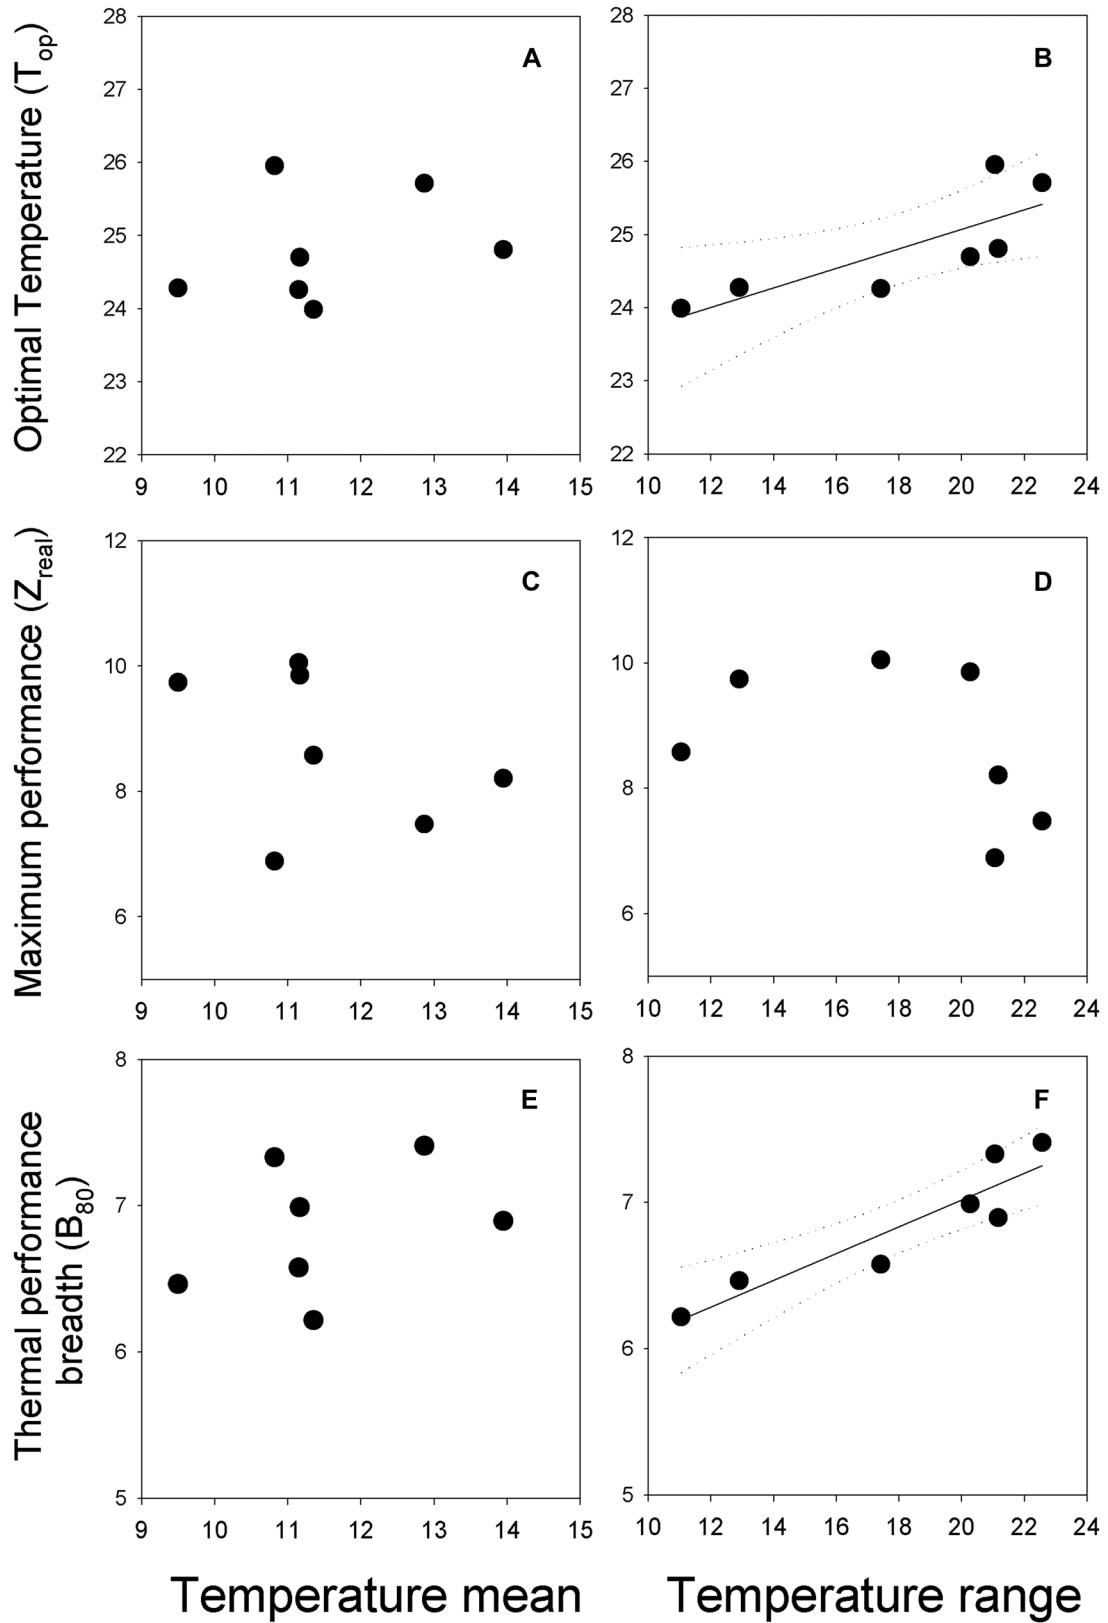 Optimal Temperature (Top)
28
27
26
25
24
23
22
A
9 10 11 12 13 14 15
28
27
26
25
24
23
22
B
10 12 14 16 18 20 22 24
Maximum performance (Zreal)
12
10
8
6
C
9 10 11 12 13 14 15
12
10
8
6
D
10 12 14 16 18 20 22 24
Thermal performance
breadth (B80)
8
7
6
5
E
9 10 11 12 13 14 15
8
7
6
5
F
10 12 14 16 18 20 22 24
Temperature mean
Temperature range